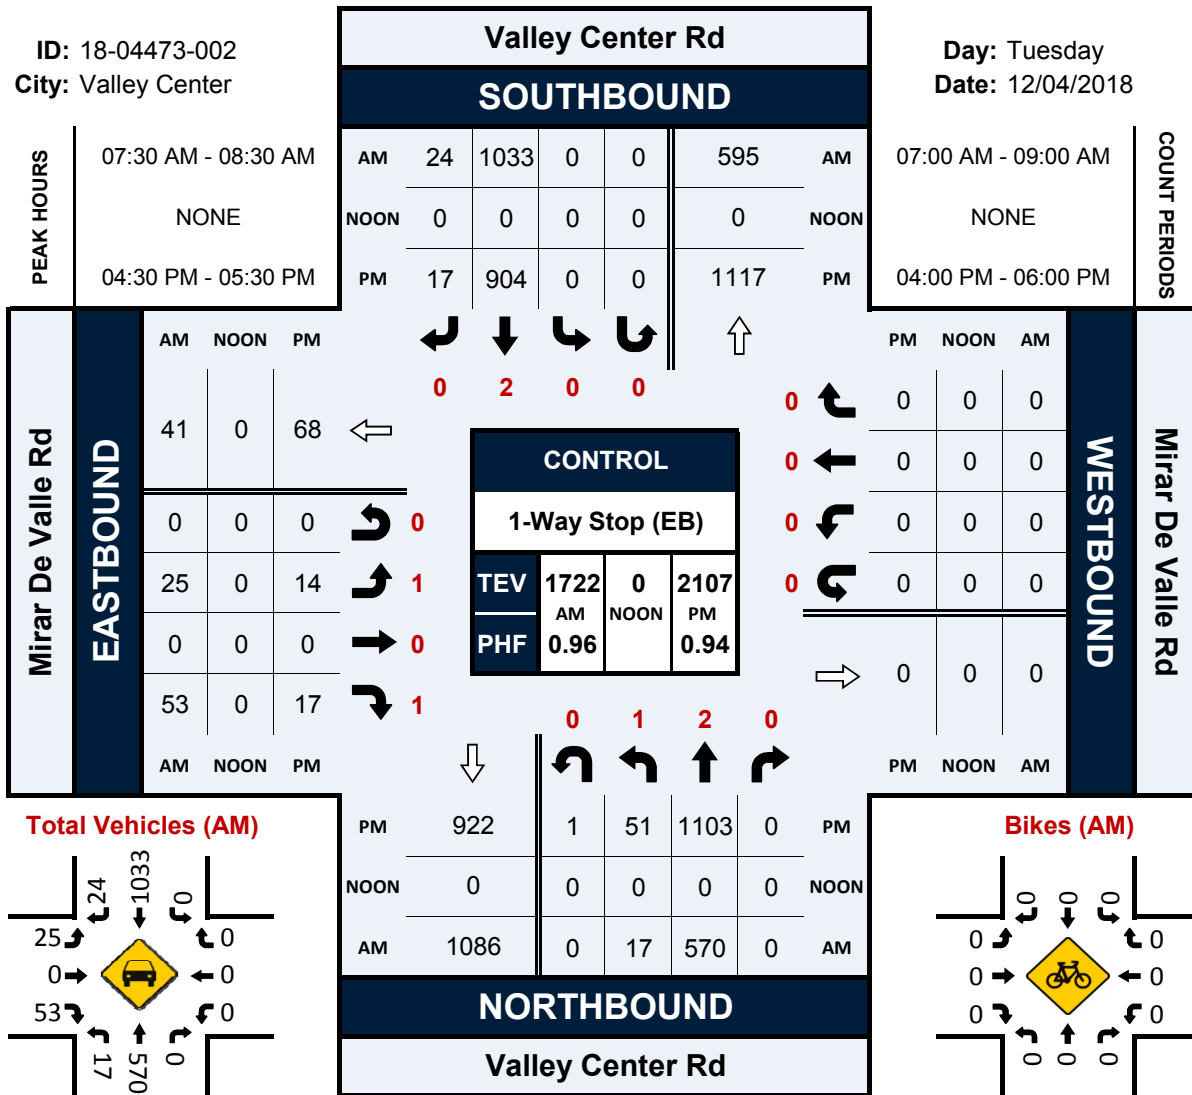 ID: 18-04473-002
City: Valley Center
Valley Center Rd
SOUTHBOUND
Day: Tuesday
Date: 12/04/2018
PEAK HOURS
07:30 AM - 08:30 AM
NONE
04:30 PM - 05:30 PM
AM 24 1033 0 0 595 AM
NOON 0 0 0 0 0 NOON
PM 17 904 0 0 1117 PM
07:00 AM - 09:00 AM
NONE
04:00 PM - 06:00 PM
COUNT PERIODS
0 2 0 0
Mirar De Valle Rd
EASTBOUND
AM NOON PM
41 0 68
0 0 0 0
25 0 14 1
0 0 0 0
53 0 17 1
AM NOON PM
CONTROL
1-Way Stop (EB)
TEV 1722 0 2107
AM NOON PM
PHF 0.96 0.94
PM NOON AM
0 0 0 0
0 0 0 0
0 0 0 0
0 0 0 0
0 0 0
PM NOON AM
WESTBOUND
Mirar De Valle Rd
0 1 2 0
PM 922 1 51 1103 0 PM
NOON 0 0 0 0 0 NOON
AM 1086 0 17 570 0 AM
NORTHBOUND
Valley Center Rd
Total Vehicles (AM)
24 1033 0
25 0
0 0
53 0
17 570 0
Bikes (AM)
0 0 0
0 0
0 0
0 0
0 0 0